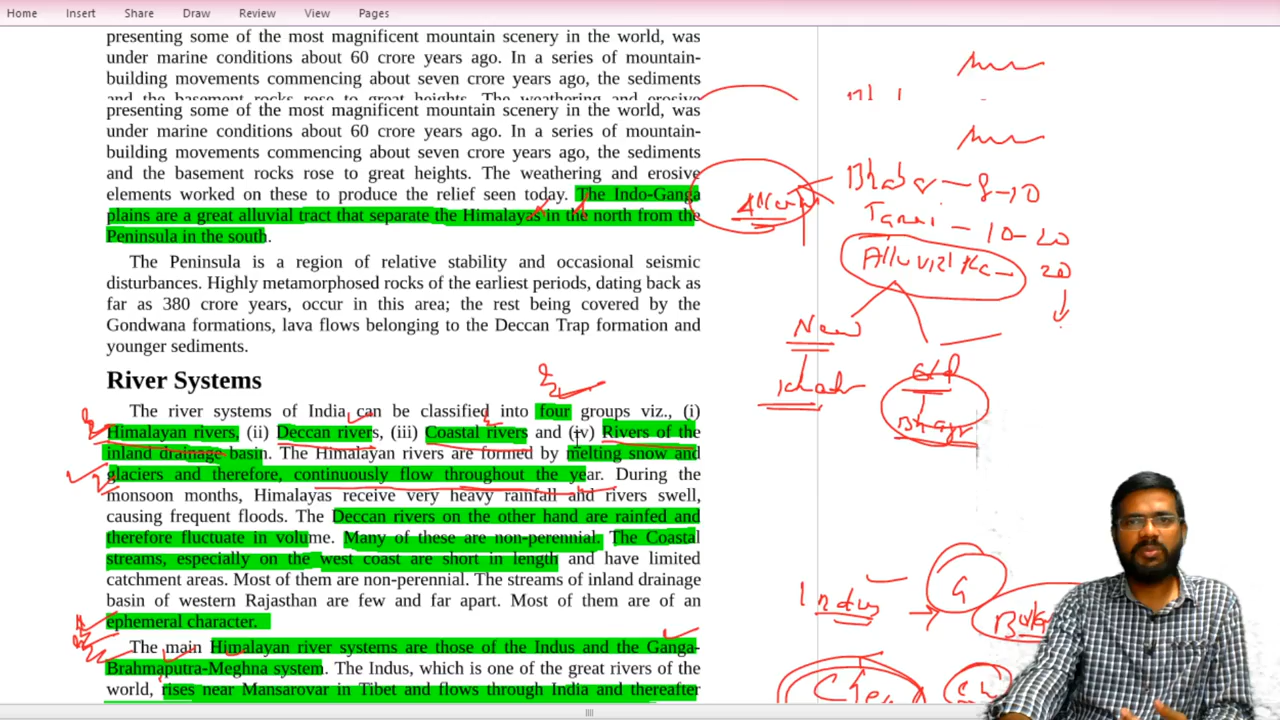 Home Insert Share Draw Review View Pages
presenting some of the most magnificent mountain scenery in the world, was
under marine conditions about 60 crore years ago. In a series of mountain-
building movements commencing about seven crore years ago, the sediments
and the basement rocks rose to great heights. The weathering and erosive
presenting some of the most magnificent mountain scenery in the world, was
under marine conditions about 60 crore years ago. In a series of mountain-
building movements commencing about seven crore years ago, the sediments
and the basement rocks rose to great heights. The weathering and erosive
elements worked on these to produce the relief seen today. The Indo-Ganga
plains are a great alluvial tract that separate the Himalayas in the north from the
Peninsula in the south.
The Peninsula is a region of relative stability and occasional seismic
disturbances. Highly metamorphosed rocks of the earliest periods, dating back as
far as 380 crore years, occur in this area; the rest being covered by the
Gondwana formations, lava flows belonging to the Deccan Trap formation and
younger sediments.
River Systems
The river systems of India can be classified into four groups viz., (i)
Himalayan rivers, (ii) Deccan rivers, (iii) Coastal rivers and (iv) Rivers of the
inland drainage basin. The Himalayan rivers are formed by melting snow and
glaciers and therefore, continuously flow throughout the year. During the
monsoon months, Himalayas receive very heavy rainfall and rivers swell,
causing frequent floods. The Deccan rivers on the other hand are rainfed and
therefore fluctuate in volume. Many of these are non-perennial. The Coastal
streams, especially on the west coast are short in length and have limited
catchment areas. Most of them are non-perennial. The streams of inland drainage
basin of western Rajasthan are few and far apart. Most of them are of an
ephemeral character.
The main Himalayan river systems are those of the Indus and the Ganga-
Brahmaputra-Meghna system. The Indus, which is one of the great rivers of the
world, rises near Mansarovar in Tibet and flows through India and thereafter
Bhabar - 8-10
Tarai - 10-20
20
New
Indus
G